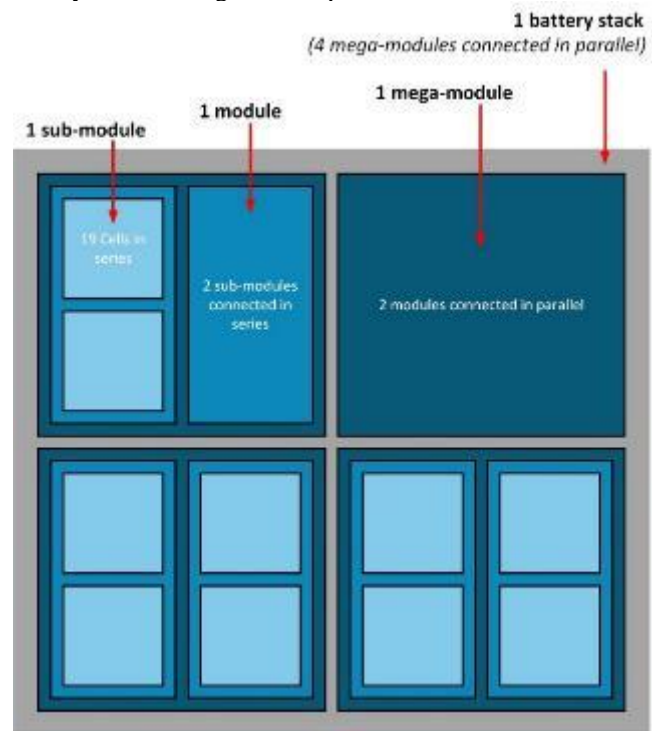 1 battery stack
(4 mega-modules connected in parallel)
1 mega-module
1 module
1 sub-module
19 Cells in
series
2 sub-modules
connected in
series
2 modules connected in parallel